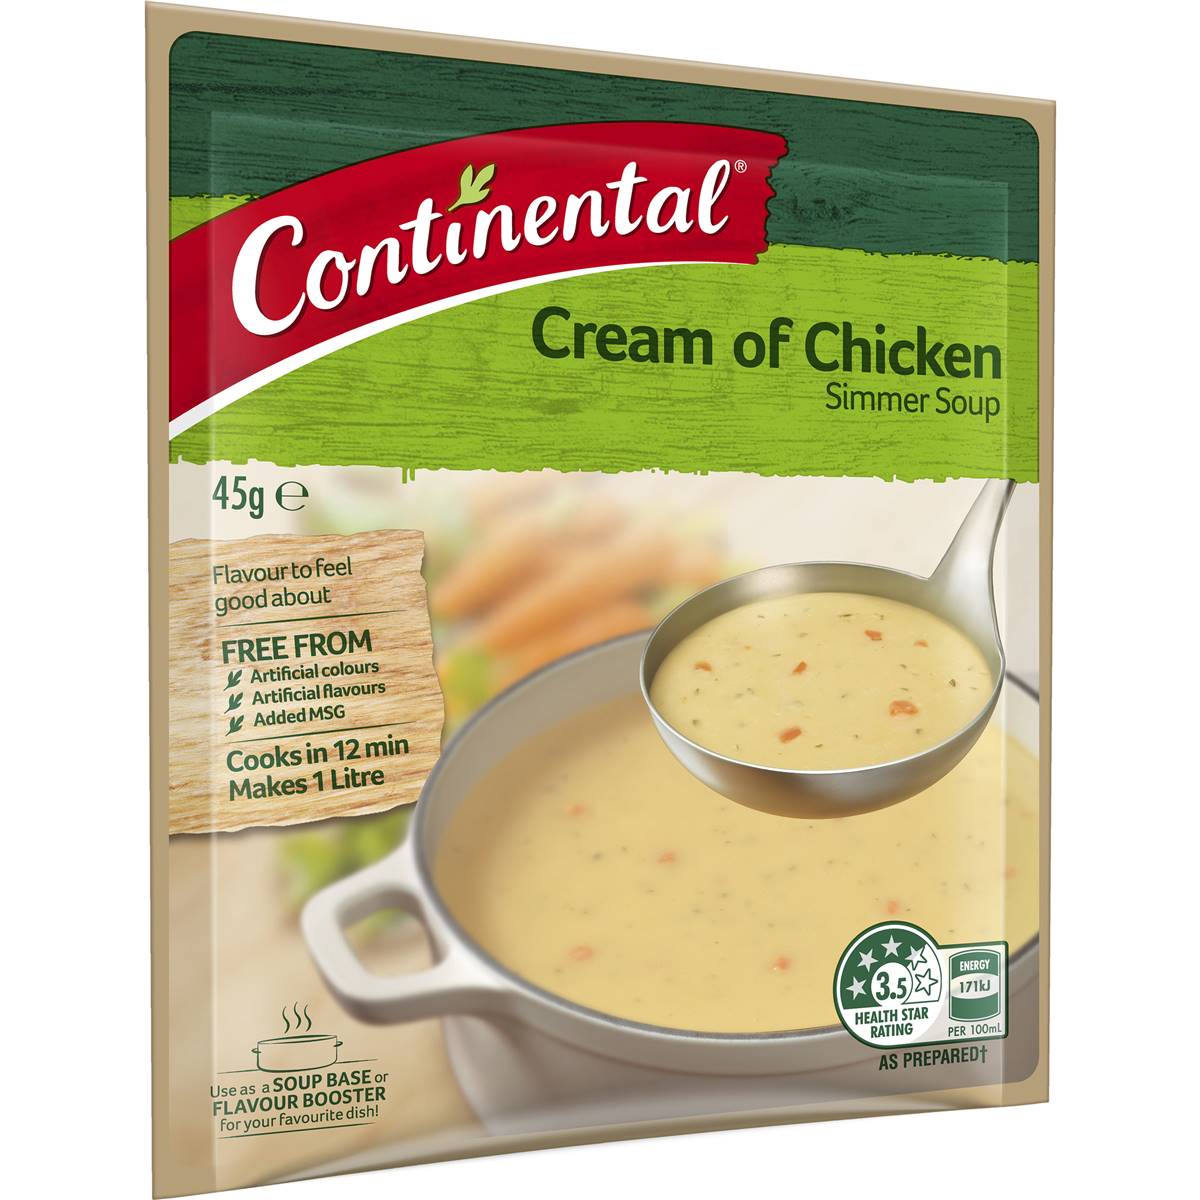 Continental®
Cream of Chicken
Simmer Soup
45g ℮
Flavour to feel
good about
FREE FROM
Artificial colours
Artificial flavours
Added MSG
Cooks in 12 min
Makes 1 Litre
3.5
HEALTH STAR
RATING
ENERGY
171kJ
PER 100mL
AS PREPARED†
Use as a SOUP BASE or
FLAVOUR BOOSTER
for your favourite dish!